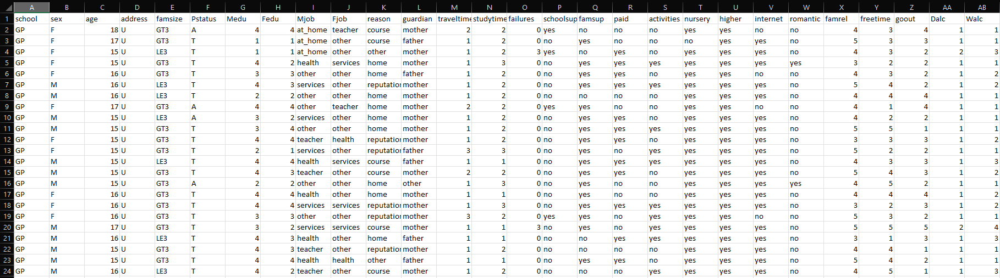 A B C D E F G H I J K L M N O P Q R S T U V W X Y Z AA AB
1 school sex age address famsize Pstatus Medu Fedu Mjob Fjob reason guardian traveltime studytime failures schoolsup famsup paid activities nursery higher internet romantic famrel freetime goout Dalc Walc
2 GP F 18 U GT3 A 4 4 at_home teacher course mother 2 2 0 yes no no no yes yes no no 4 3 4 1 1
3 GP F 17 U GT3 T 1 1 at_home other course father 1 2 0 no yes no no no yes yes no 5 3 3 1 1
4 GP F 15 U LE3 T 1 1 at_home other other mother 1 2 3 yes no yes no yes yes yes no 4 3 2 2 3
5 GP F 15 U GT3 T 4 2 health services home mother 1 3 0 no yes yes yes yes yes yes yes 3 2 2 1 1
6 GP F 16 U GT3 T 3 3 other other home father 1 2 0 no yes yes no yes yes no no 4 3 2 1 2
7 GP M 16 U LE3 T 4 3 services other reputation mother 1 2 0 no yes yes yes yes yes yes no 5 4 2 1 2
8 GP M 16 U LE3 T 2 2 other other home mother 1 2 0 no no no no yes yes yes no 4 4 4 1 1
9 GP F 17 U GT3 A 4 4 other teacher home mother 2 2 0 yes yes no no yes yes no no 4 1 4 1 1
10 GP M 15 U LE3 A 3 2 services other home mother 1 2 0 no yes yes no yes yes yes no 4 2 2 1 1
11 GP M 15 U GT3 T 3 4 other other home mother 1 2 0 no yes yes yes yes yes yes no 5 5 1 1 1
12 GP F 15 U GT3 T 4 4 teacher health reputation mother 1 2 0 no yes yes no yes yes yes no 3 3 3 1 2
13 GP F 15 U GT3 T 2 1 services other reputation father 3 3 0 no yes no yes yes yes yes no 5 2 2 1 1
14 GP M 15 U LE3 T 4 4 health services course father 1 1 0 no yes yes yes yes yes yes no 4 3 3 1 3
15 GP M 15 U GT3 T 4 3 teacher other course mother 2 2 0 no yes yes no yes yes yes no 5 4 3 1 2
16 GP M 15 U GT3 A 2 2 other other home other 1 3 0 no yes no no yes yes yes yes 4 5 2 1 1
17 GP F 16 U GT3 T 4 4 health other home mother 1 1 0 no yes no no yes yes yes no 4 4 4 1 2
18 GP F 16 U GT3 T 4 4 services services reputation mother 1 3 0 no yes yes yes yes yes yes no 3 2 3 1 2
19 GP F 16 U GT3 T 3 3 other other reputation mother 3 2 0 yes yes no yes yes yes no no 5 3 2 1 1
20 GP M 17 U GT3 T 3 2 services services course mother 1 1 3 no yes no yes yes yes yes no 5 5 5 2 4
21 GP M 16 U LE3 T 4 3 health other home father 1 1 0 no no yes yes yes yes yes no 3 1 3 1 3
22 GP M 15 U GT3 T 4 3 teacher other reputation mother 1 2 0 no no no no yes yes yes no 4 4 1 1 1
23 GP M 15 U GT3 T 4 4 health health other father 1 1 0 no yes yes no yes yes yes no 5 4 2 1 1
24 GP M 16 U LE3 T 4 2 teacher other course mother 1 2 0 no no no yes yes yes yes no 4 5 1 1 3